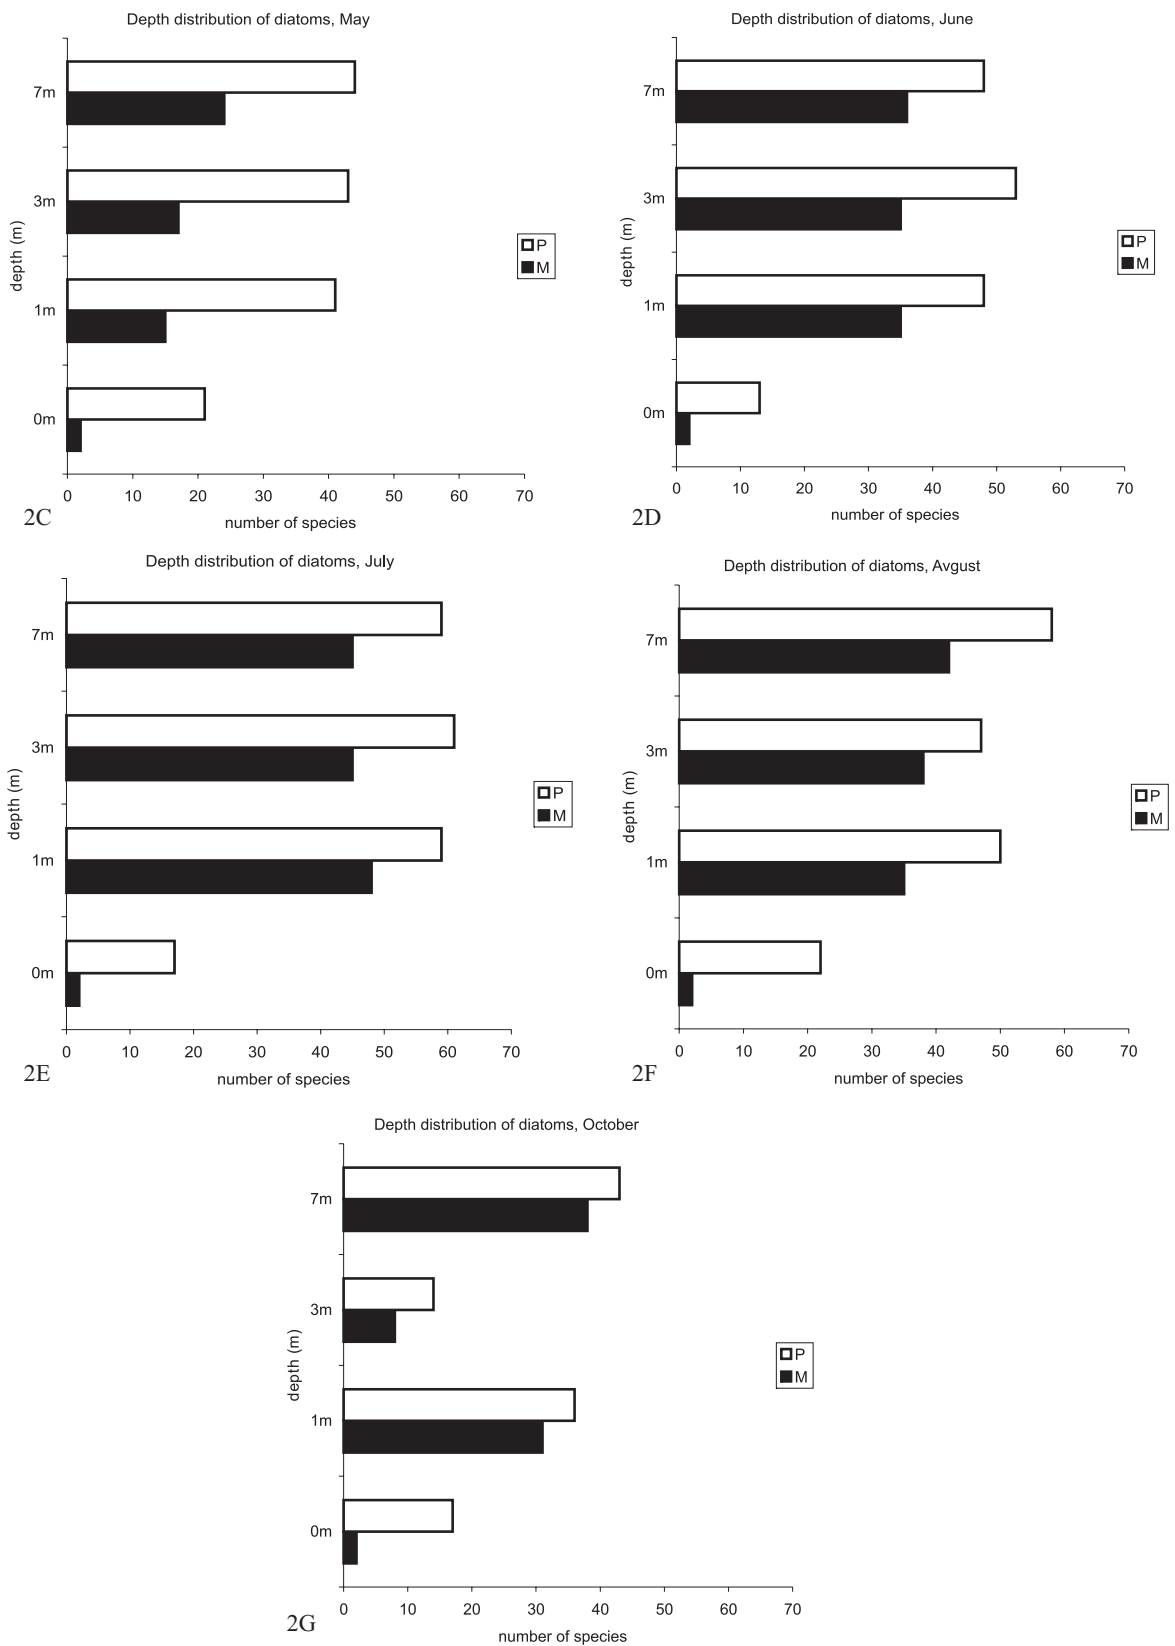 Depth distribution of diatoms, May
7m
3m
1m
0m
depth (m)
P
M
0 10 20 30 40 50 60 70
number of species
2C
Depth distribution of diatoms, June
7m
3m
1m
0m
depth (m)
P
M
0 10 20 30 40 50 60 70
number of species
2D
Depth distribution of diatoms, July
7m
3m
1m
0m
depth (m)
P
M
0 10 20 30 40 50 60 70
number of species
2E
Depth distribution of diatoms, Avgust
7m
3m
1m
0m
depth (m)
P
M
0 10 20 30 40 50 60 70
number of species
2F
Depth distribution of diatoms, October
7m
3m
1m
0m
depth (m)
P
M
0 10 20 30 40 50 60 70
number of species
2G